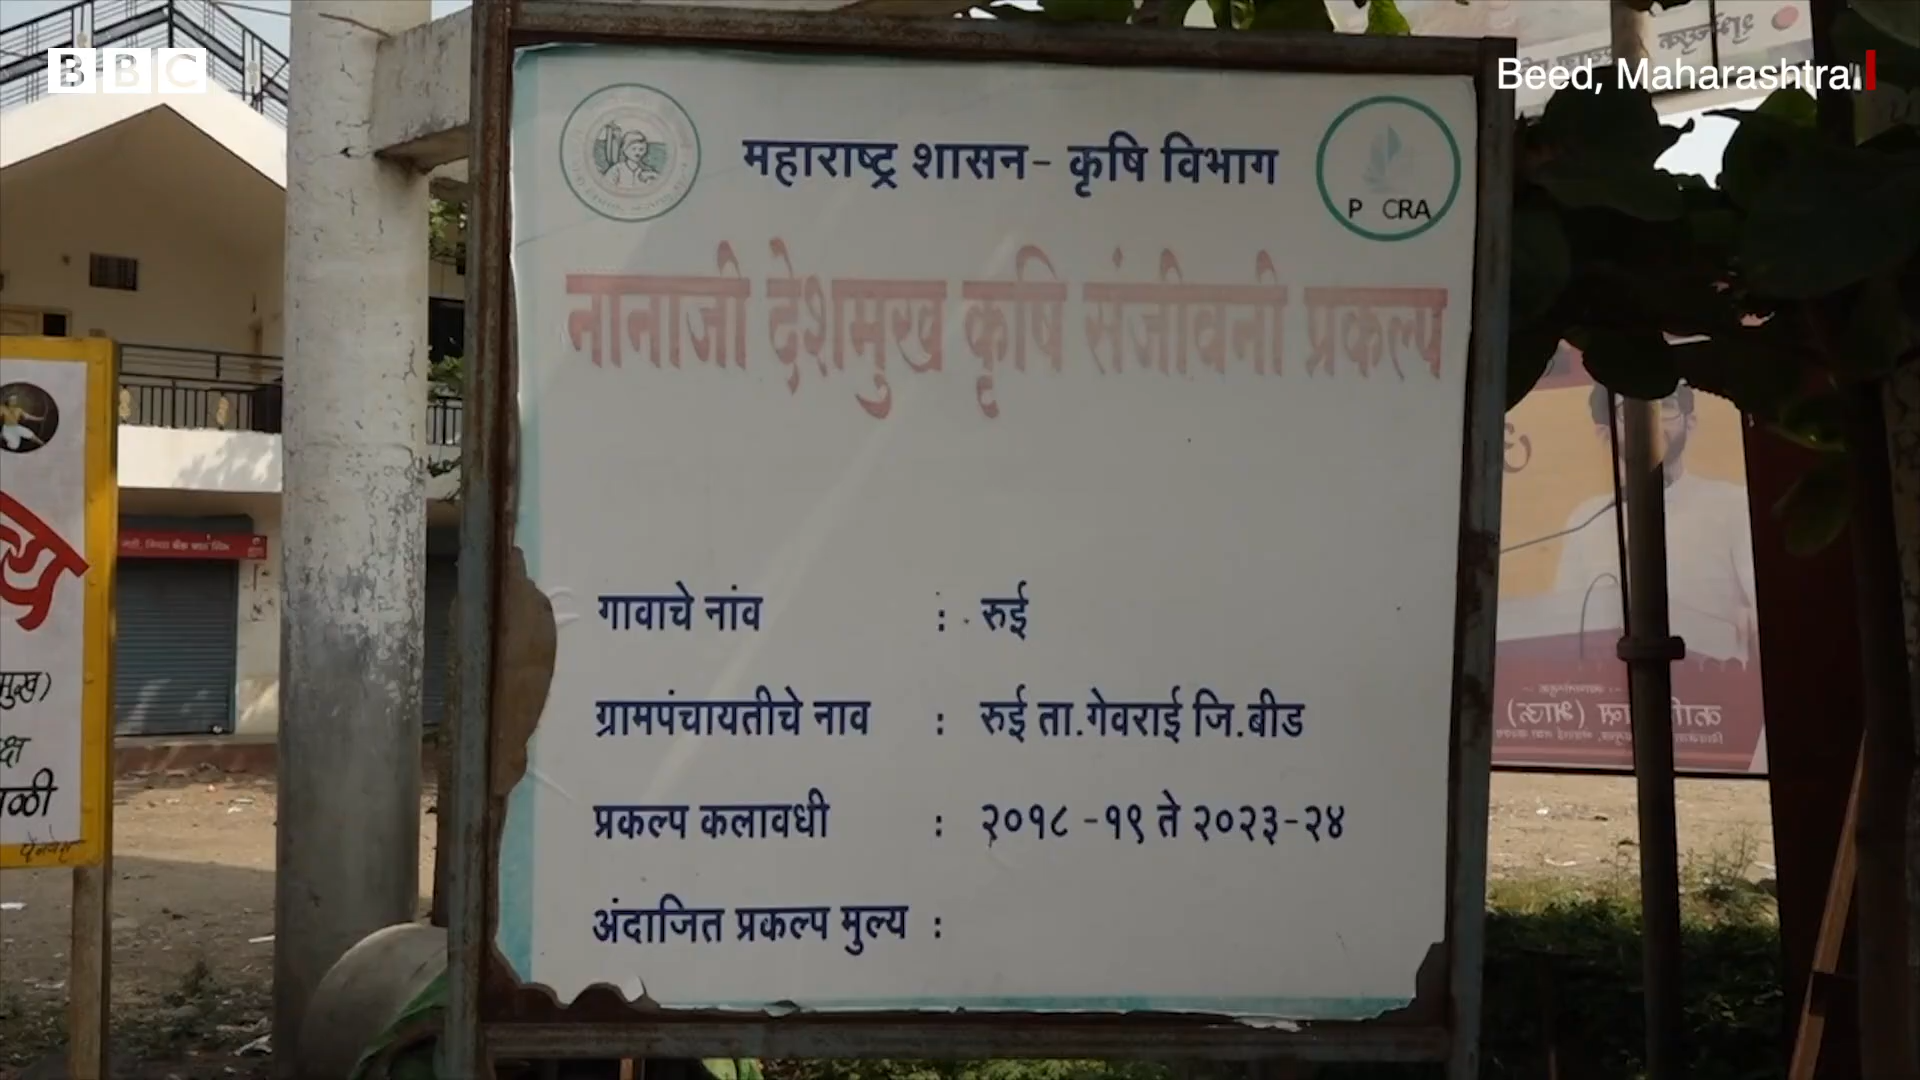 BBC
Beed, Maharashtra
महाराष्ट्र शासन- कृषि विभाग
P CRA
नानाजी देशमुख कृषि संजीवनी प्रकल्प
गावाचे नांव : रुई
ग्रामपंचायतीचे नाव : रुई ता.गेवराई जि.बीड
प्रकल्प कलावधी : २०१८ -१९ ते २०२३-२४
अंदाजित प्रकल्प मुल्य :
मुख)
क्ष
ळी
(भाऊ)